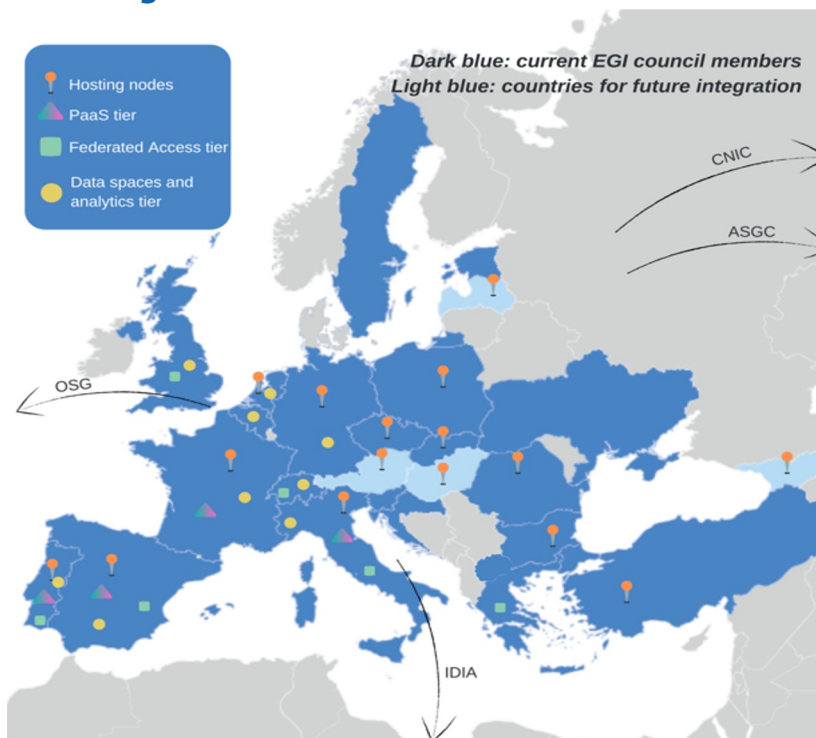 Dark blue: current EGI council members
Light blue: countries for future integration
Hosting nodes
PaaS tier
Federated Access tier
Data spaces and
analytics tier
CNIC
ASGC
OSG
IDIA